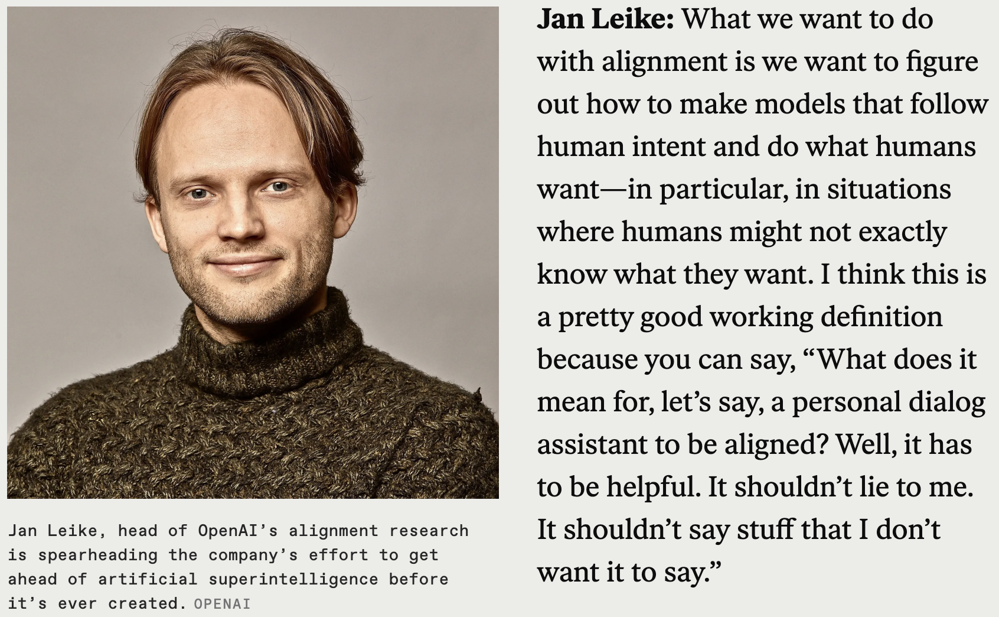 Jan Leike: What we want to do
with alignment is we want to figure
out how to make models that follow
human intent and do what humans
want—in particular, in situations
where humans might not exactly
know what they want. I think this is
a pretty good working definition
because you can say, “What does it
mean for, let’s say, a personal dialog
assistant to be aligned? Well, it has
to be helpful. It shouldn’t lie to me.
It shouldn’t say stuff that I don’t
want it to say.”
Jan Leike, head of OpenAI’s alignment research
is spearheading the company’s effort to get
ahead of artificial superintelligence before
it’s ever created. OPENAI